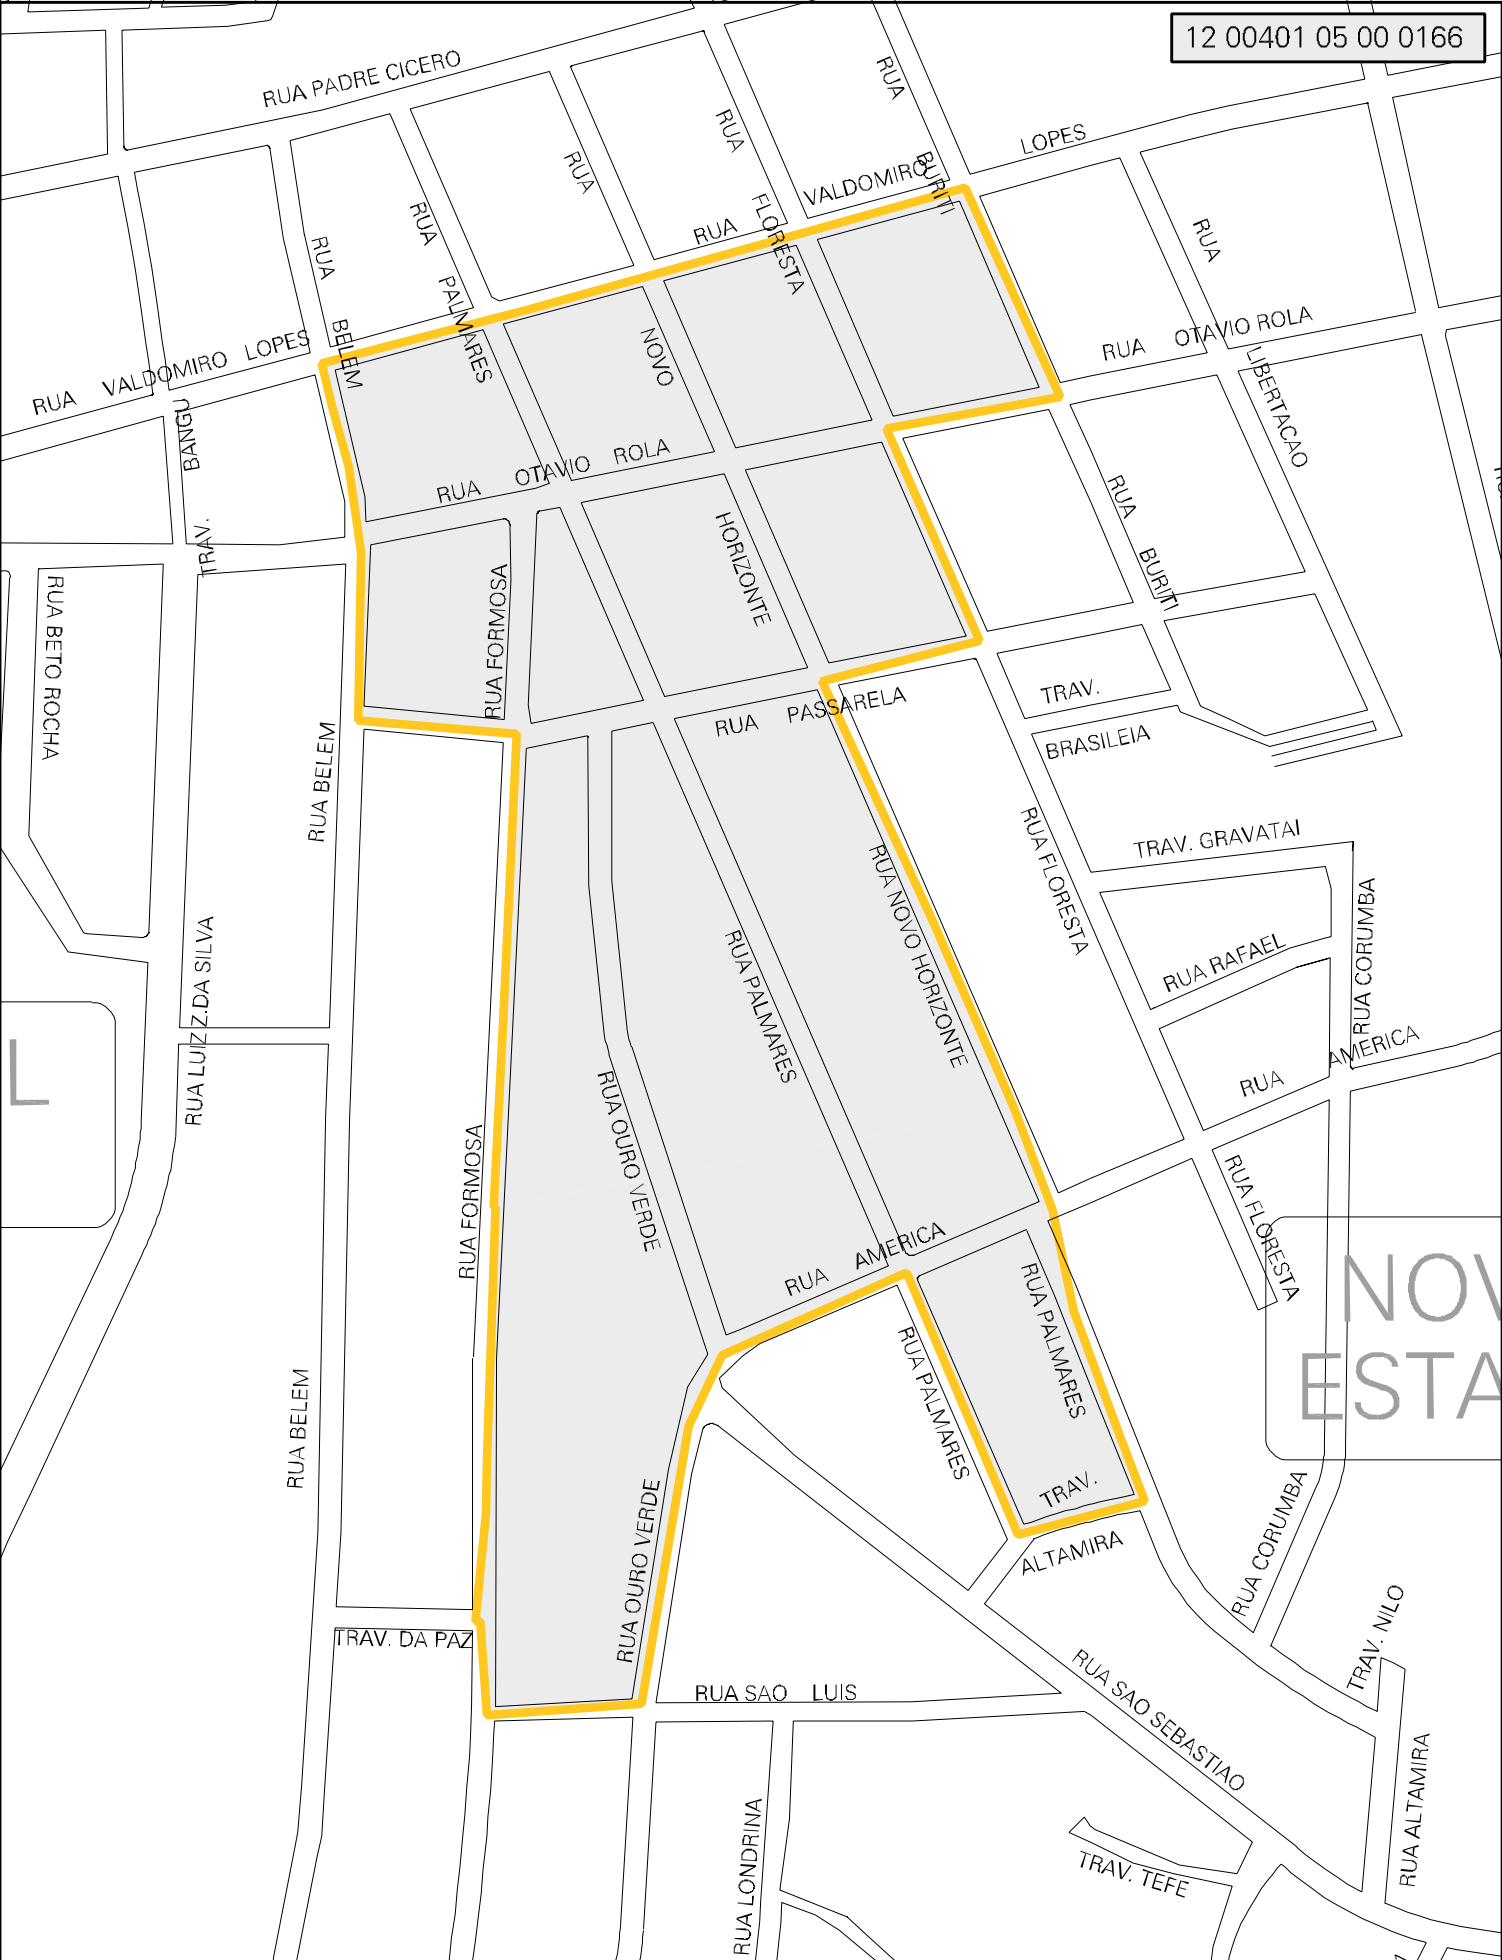 12 00401 05 00 0166
RUA PADRE CICERO
RUA
RUA
RUA
LOPES
VALDOMIRO
BURITI
RUA
FLORESTA
RUA
RUA
RUA
PALMARES
NOVO
BELEM
RUA VALDOMIRO LOPES
RUA OTAVIO ROLA
LIBERTACAO
BANGU
TRAV.
RUA OTAVIO ROLA
RUA
BURITI
HORIZONTE
RUA FORMOSA
RUA BETO ROCHA
RUA BELEM
RUA PASSARELA
TRAV.
BRASILEIA
RUA FLORESTA
TRAV. GRAVATAI
RUA NOVO HORIZONTE
RUA RAFAEL
RUA CORUMBA
RUA PALMARES
RUA LUIZ Z.DA SILVA
L
RUA AMERICA
RUA OURO VERDE
RUA FORMOSA
RUA FLORESTA
RUA AMERICA
NOV
ESTA
RUA PALMARES
RUA PALMARES
RUA BELEM
TRAV.
ALTAMIRA
RUA CORUMBA
RUA OURO VERDE
TRAV. DA PAZ
TRAV. NILO
RUA SAO LUIS
RUA SAO SEBASTIAO
RUA ALTAMIRA
RUA LONDRINA
TRAV. TEFE